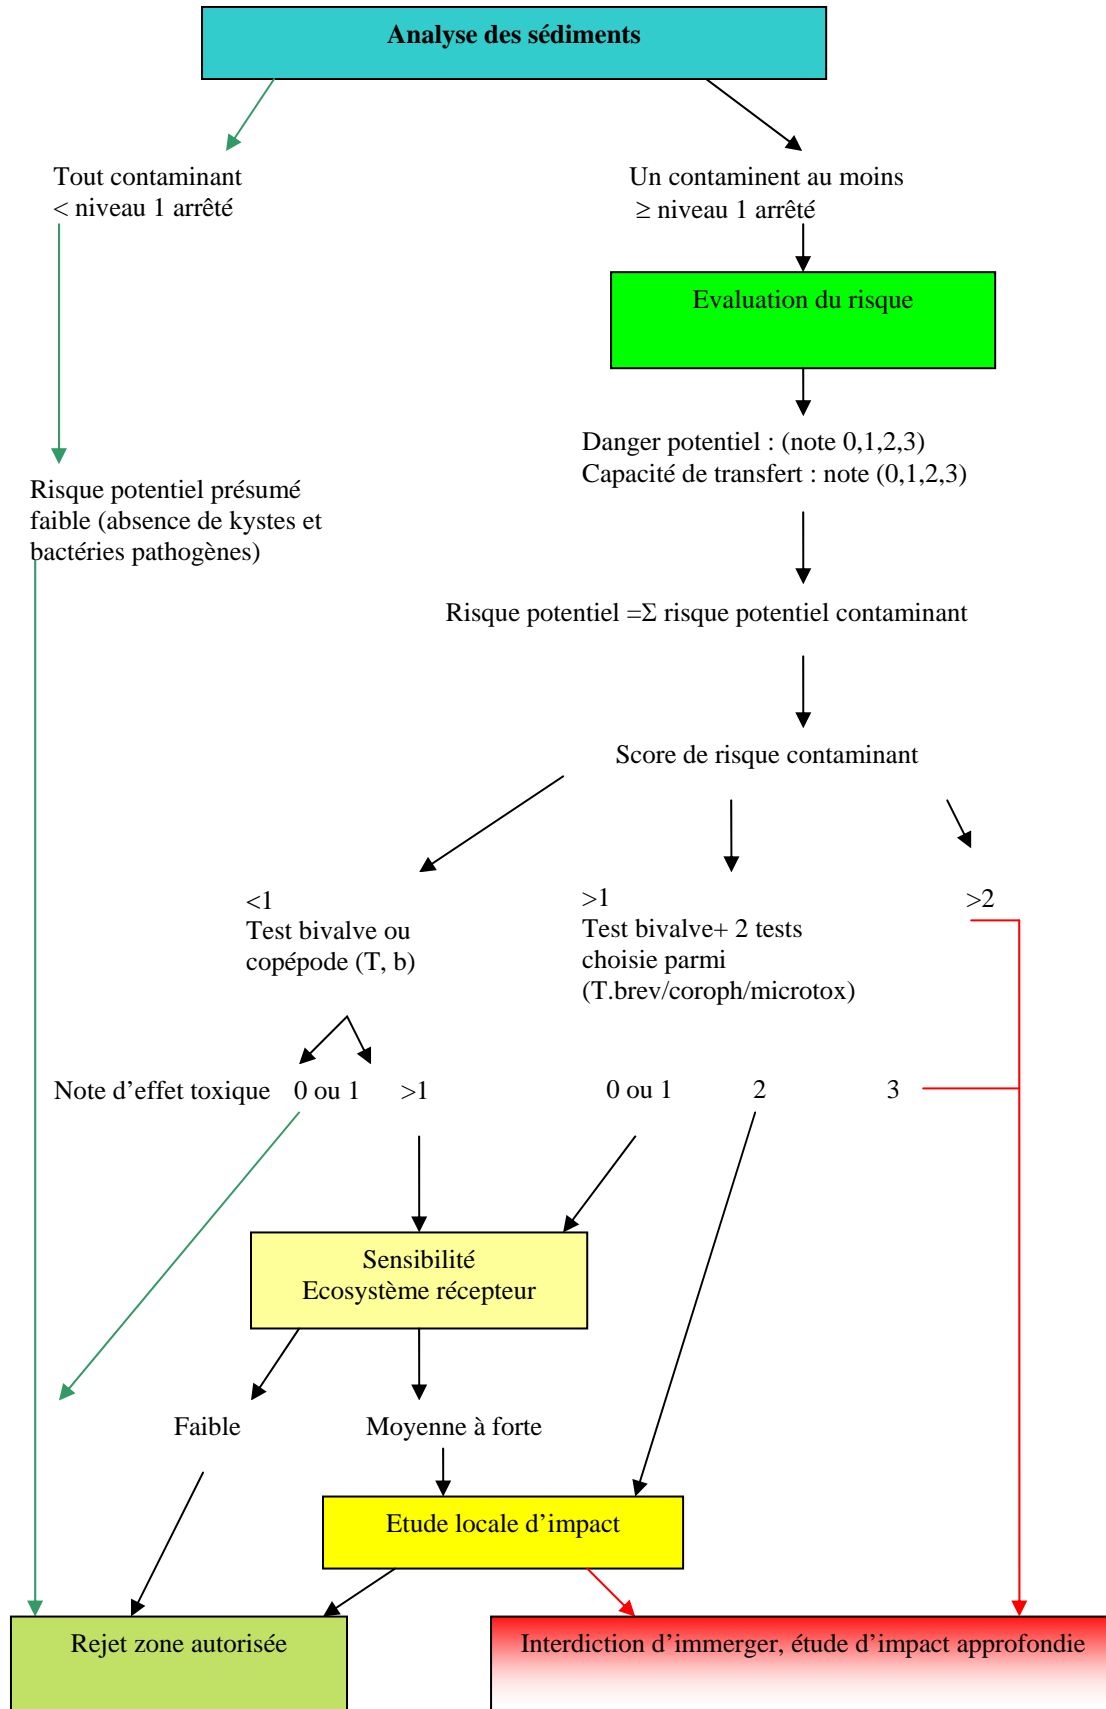 Analyse des sédiments
Tout contaminant
< niveau 1 arrêté
Un contaminent au moins
≥ niveau 1 arrêté
Evaluation du risque
Danger potentiel : (note 0,1,2,3)
Capacité de transfert : note (0,1,2,3)
Risque potentiel présumé
faible (absence de kystes et
bactéries pathogènes)
Risque potentiel =Σ risque potentiel contaminant
Score de risque contaminant
<1
Test bivalve ou
copépode (T, b)
>1
Test bivalve+ 2 tests
choisie parmi
(T.brev/coroph/microtox)
>2
Note d’effet toxique 0 ou 1 >1 0 ou 1 2 3
Sensibilité
Ecosystème récepteur
Faible
Moyenne à forte
Etude locale d’impact
Rejet zone autorisée
Interdiction d’immerger, étude d’impact approfondie